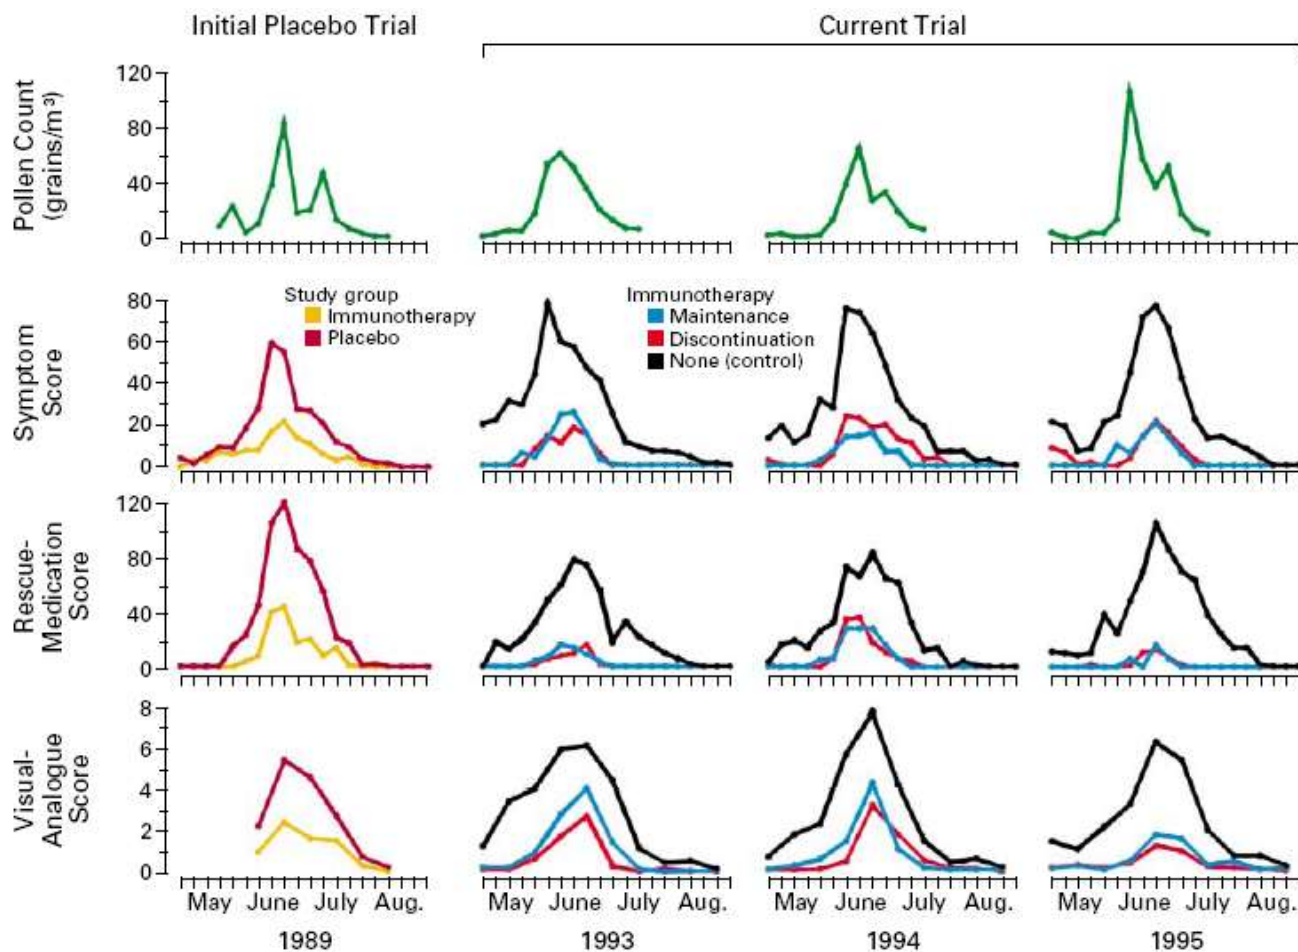 Initial Placebo Trial
Current Trial
Pollen Count
(grains/m³)
120
80
40
0
Symptom
Score
80
60
40
20
0
Study group
Immunotherapy
Placebo
Immunotherapy
Maintenance
Discontinuation
None (control)
Rescue-
Medication
Score
120
80
40
0
Visual-
Analogue
Score
8
6
4
2
0
May June July Aug.
May June July Aug.
May June July Aug.
May June July Aug.
1989
1993
1994
1995